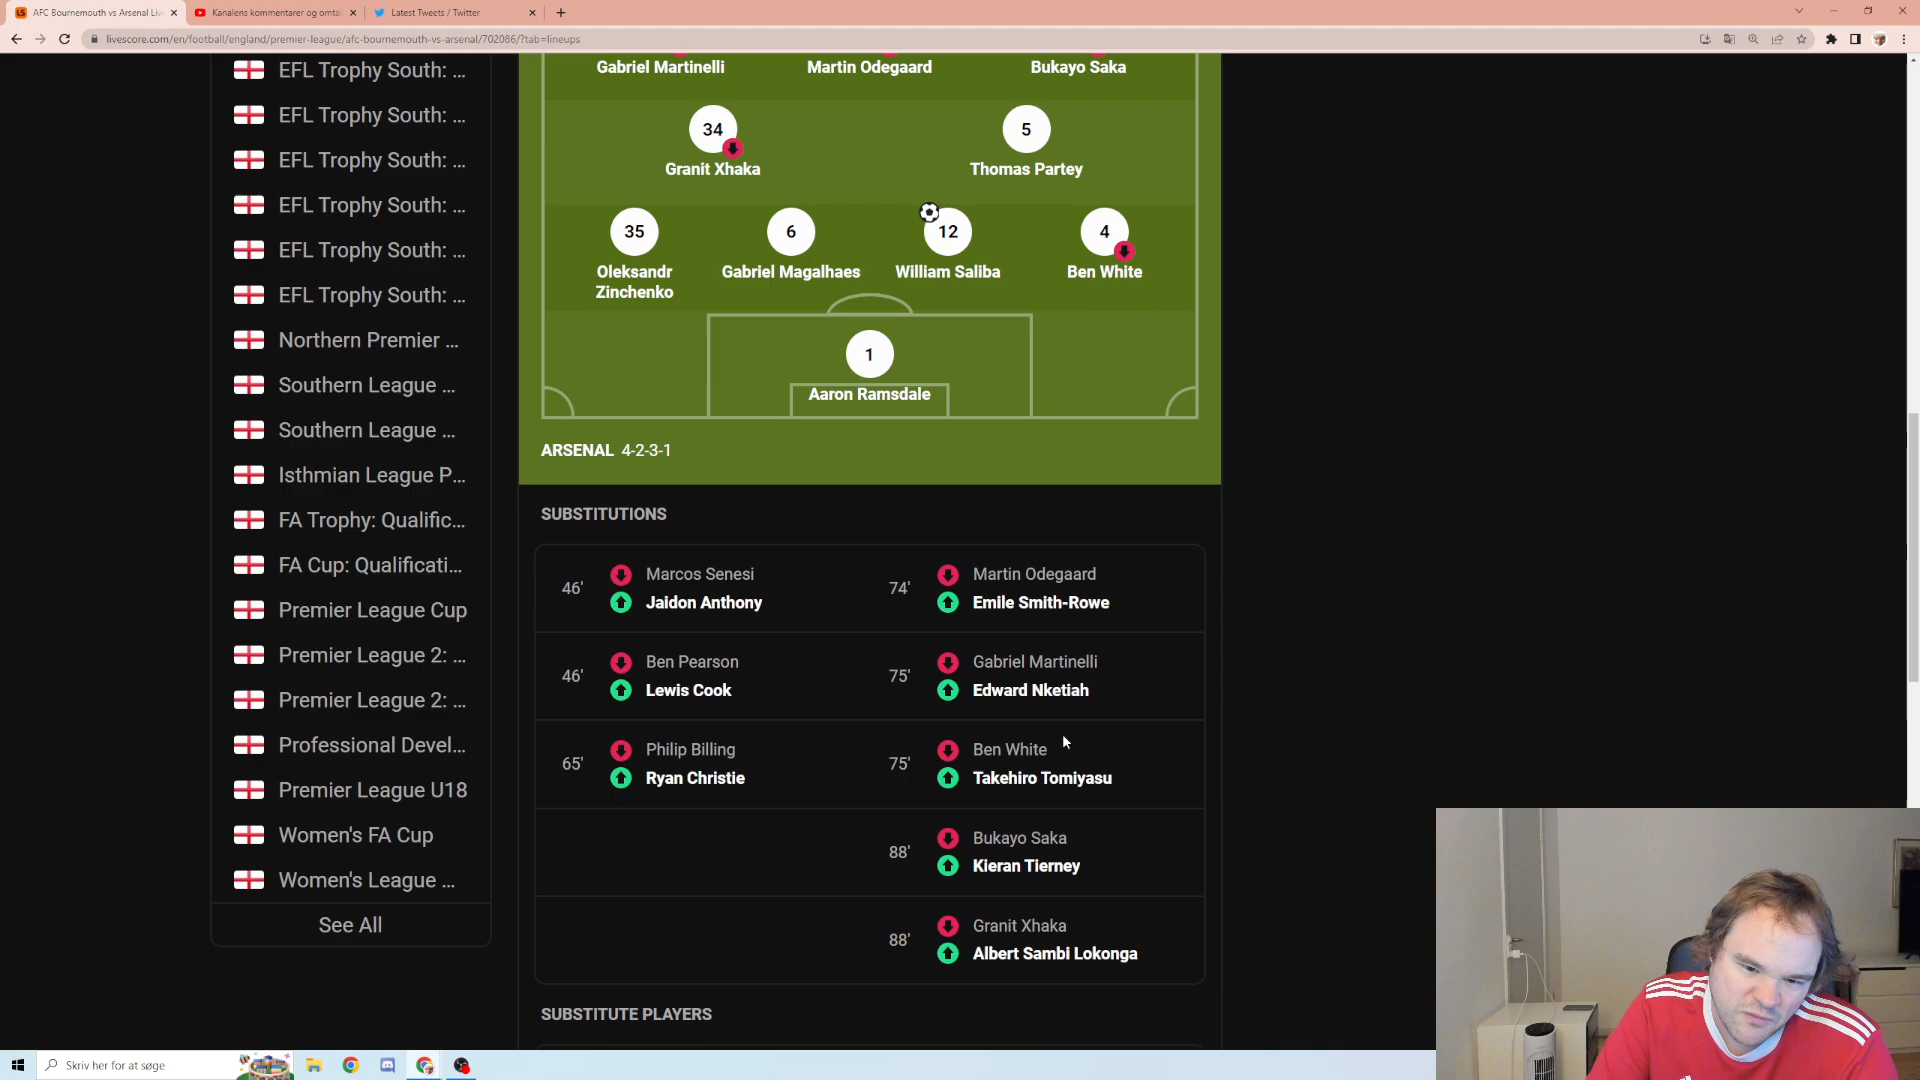 AFC Bournemouth vs Arsenal Liv
Kanalens kommentarer og omta
Latest Tweets / Twitter
livescore.com/en/football/england/premier-league/afc-bournemouth-vs-arsenal/702086/?tab=lineups
EFL Trophy South: ...
EFL Trophy South: ...
EFL Trophy South: ...
EFL Trophy South: ...
EFL Trophy South: ...
EFL Trophy South: ...
Northern Premier ...
Southern League ...
Southern League ...
Isthmian League P...
FA Trophy: Qualific...
FA Cup: Qualificati...
Premier League Cup
Premier League 2: ...
Premier League 2: ...
Professional Devel...
Premier League U18
Women's FA Cup
Women's League ...
See All
Gabriel Martinelli
Martin Odegaard
Bukayo Saka
34
5
Granit Xhaka
Thomas Partey
35
6
12
4
Oleksandr
Zinchenko
Gabriel Magalhaes
William Saliba
Ben White
1
Aaron Ramsdale
ARSENAL 4-2-3-1
SUBSTITUTIONS
46'
Marcos Senesi
Jaidon Anthony
74'
Martin Odegaard
Emile Smith-Rowe
46'
Ben Pearson
Lewis Cook
75'
Gabriel Martinelli
Edward Nketiah
65'
Philip Billing
Ryan Christie
75'
Ben White
Takehiro Tomiyasu
88'
Bukayo Saka
Kieran Tierney
88'
Granit Xhaka
Albert Sambi Lokonga
SUBSTITUTE PLAYERS
Skriv her for at søge